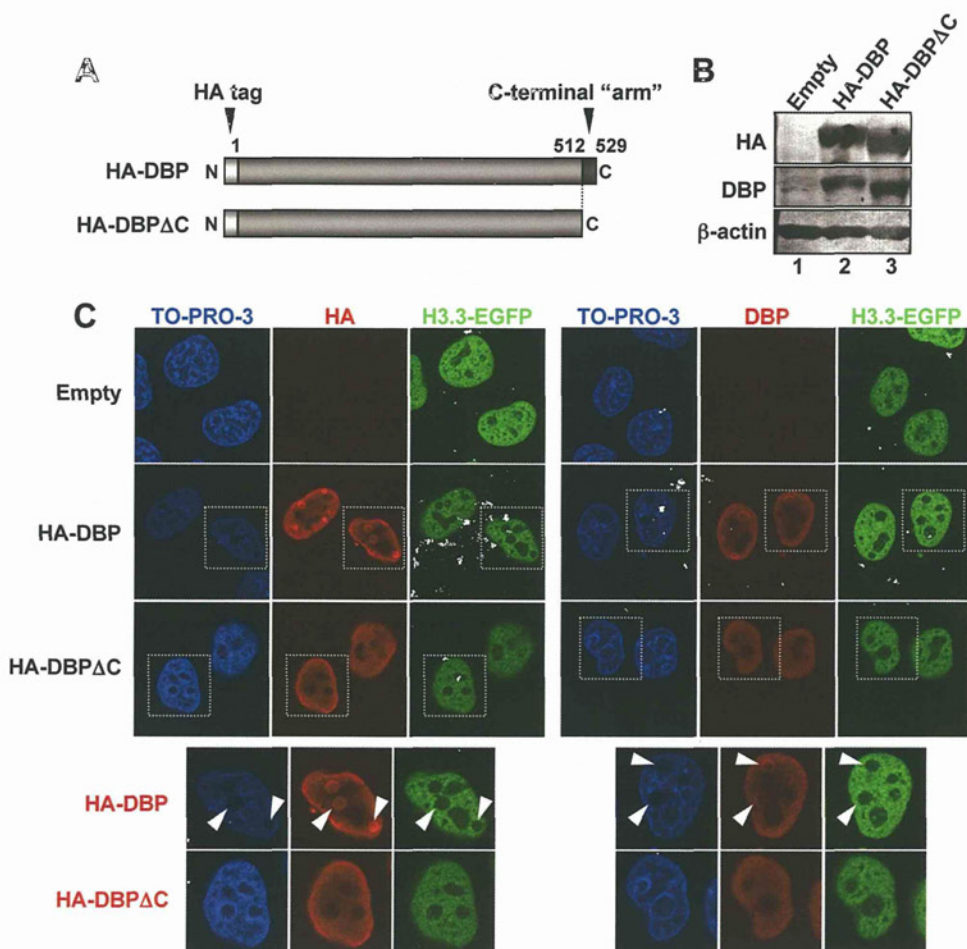 A
HA tag
C-terminal “arm”
1
512
529
HA-DBP
N
C
HA-DBPΔC
N
C
B
Empty
HA-DBP
HA-DBPΔC
HA
DBP
β-actin
1 2 3
C
TO-PRO-3 HA H3.3-EGFP TO-PRO-3 DBP H3.3-EGFP
Empty
HA-DBP
HA-DBPΔC
HA-DBP
HA-DBPΔC